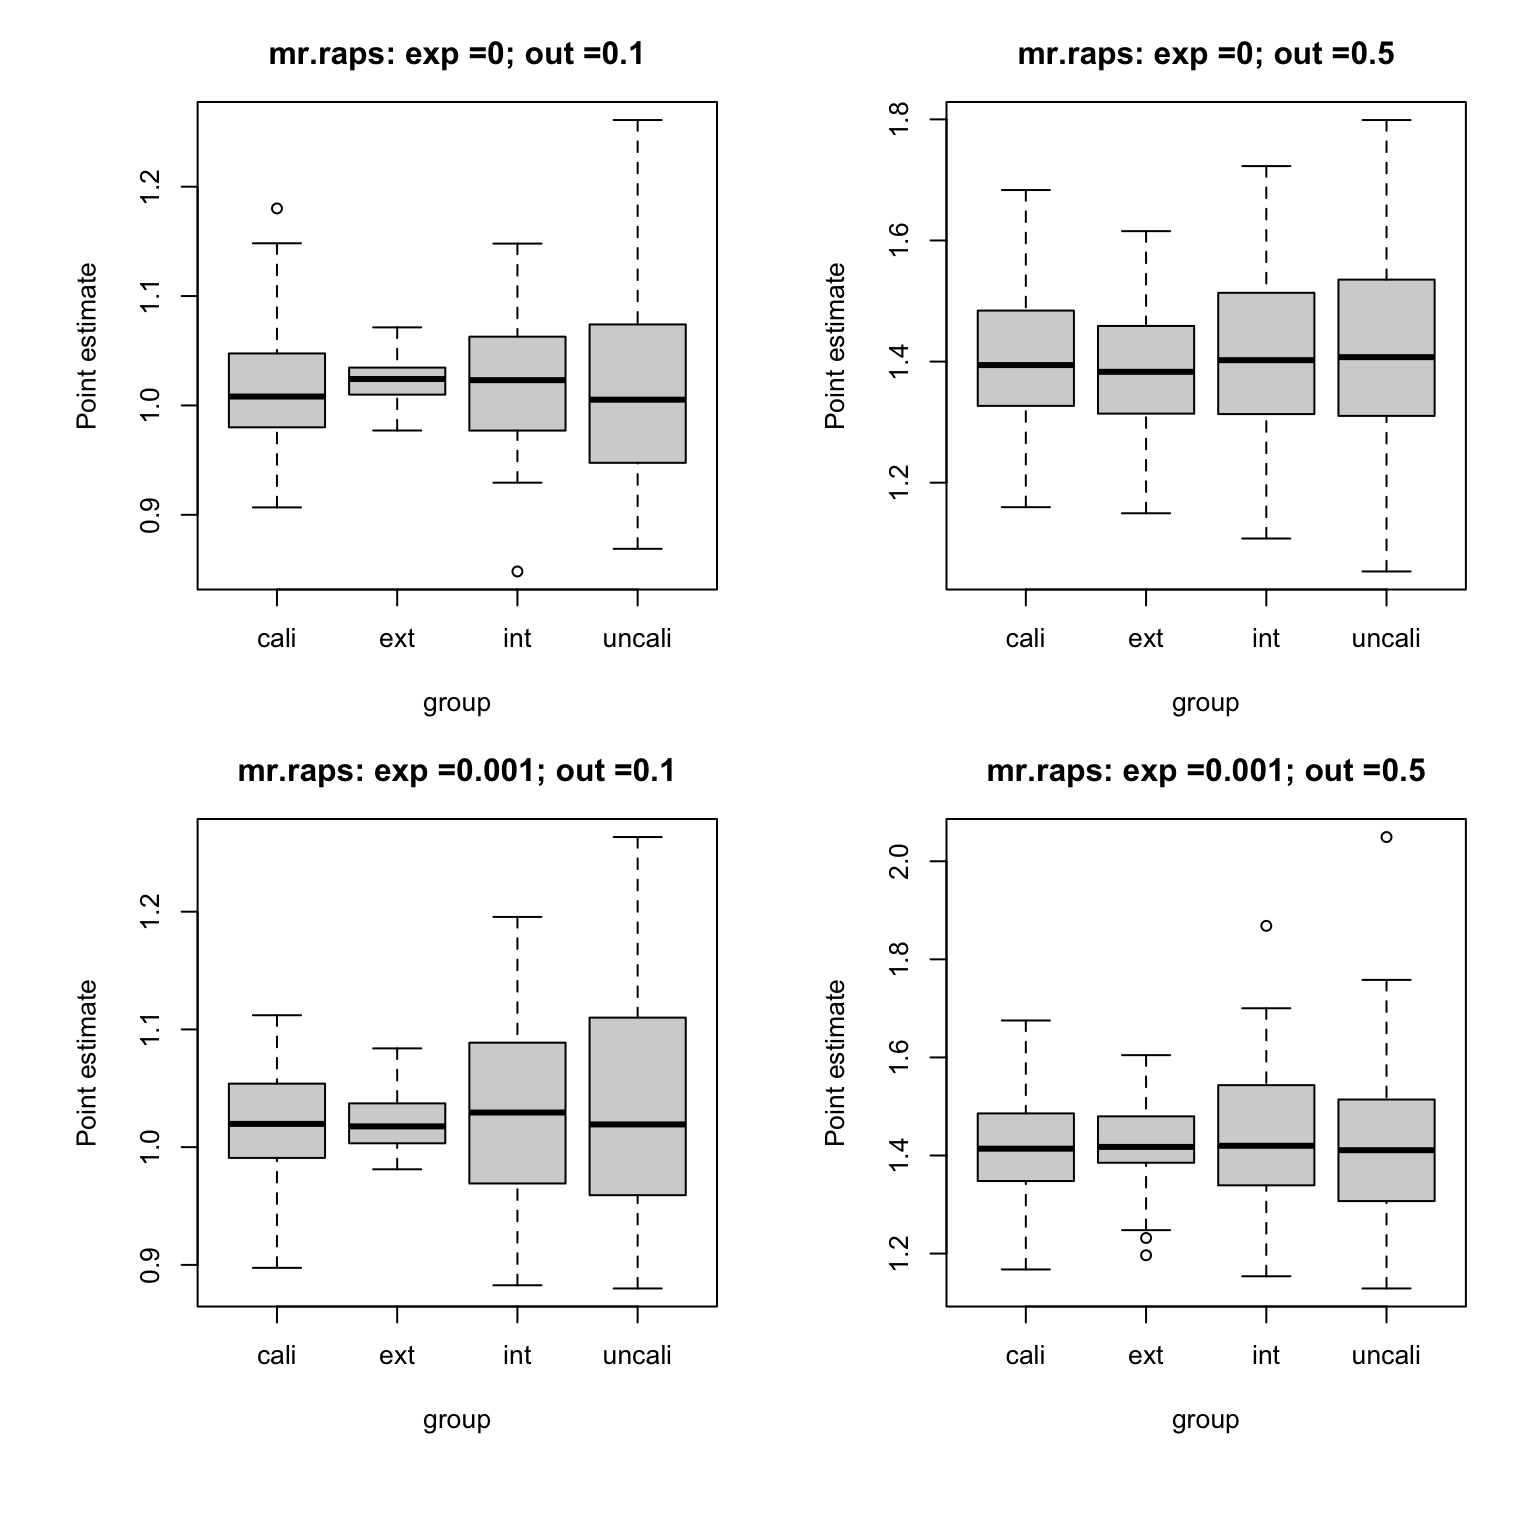 mr.raps: exp =0; out =0.1
Point estimate
1.2
1.1
1.0
0.9
cali ext int uncali
group
mr.raps: exp =0; out =0.5
Point estimate
1.8
1.6
1.4
1.2
cali ext int uncali
group
mr.raps: exp =0.001; out =0.1
Point estimate
1.2
1.1
1.0
0.9
cali ext int uncali
group
mr.raps: exp =0.001; out =0.5
Point estimate
2.0
1.8
1.6
1.4
1.2
cali ext int uncali
group